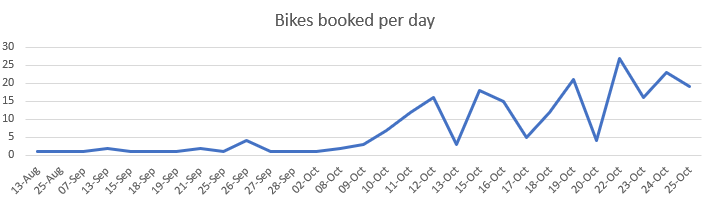 Bikes booked per day
30
25
20
15
10
5
0
13-Aug
25-Aug
07-Sep
13-Sep
15-Sep
18-Sep
19-Sep
21-Sep
25-Sep
26-Sep
27-Sep
28-Sep
02-Oct
08-Oct
09-Oct
10-Oct
11-Oct
12-Oct
13-Oct
15-Oct
16-Oct
17-Oct
18-Oct
19-Oct
20-Oct
22-Oct
23-Oct
24-Oct
25-Oct